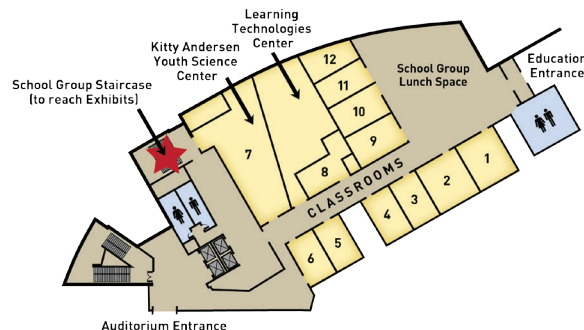 Learning
Technologies
Center
Kitty Andersen
Youth Science
Center
School Group Staircase
(to reach Exhibits)
School Group
Lunch Space
Education
Entrance
12
11
10
9
8
7
CLASSROOMS
1
2
3
4
5
6
Auditorium Entrance